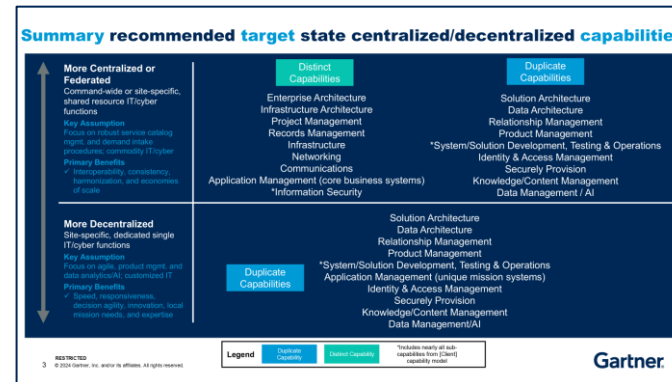 Summary recommended target state centralized/decentralized capabilitie
More Centralized or
Federated
Command-wide or site-specific,
shared resource IT/cyber
functions
Key Assumption
Focus on robust service catalog
mgmt. and demand intake
procedures; commodity IT/cyber
Primary Benefits
✓ Interoperability, consistency,
harmonization, and economies
of scale
Distinct
Capabilities
Enterprise Architecture
Infrastructure Architecture
Project Management
Records Management
Infrastructure
Networking
Communications
Application Management (core business systems)
*Information Security
Duplicate
Capabilities
Solution Architecture
Data Architecture
Relationship Management
Product Management
*System/Solution Development, Testing & Operations
Identity & Access Management
Securely Provision
Knowledge/Content Management
Data Management / AI
More Decentralized
Site-specific, dedicated single
IT/cyber functions
Key Assumption
Focus on agile, product mgmt. and
data analytics/AI; customized IT
Primary Benefits
✓ Speed, responsiveness,
decision agility, innovation, local
mission needs, and expertise
Duplicate
Capabilities
Solution Architecture
Data Architecture
Relationship Management
Product Management
*System/Solution Development, Testing & Operations
Application Management (unique mission systems)
Identity & Access Management
Securely Provision
Knowledge/Content Management
Data Management/AI
3
RESTRICTED
© 2024 Gartner, Inc. and/or its affiliates. All rights reserved.
Legend
Duplicate
Capability
Distinct Capability
*Includes nearly all sub-
capabilities from [Client]
capability model
Gartner